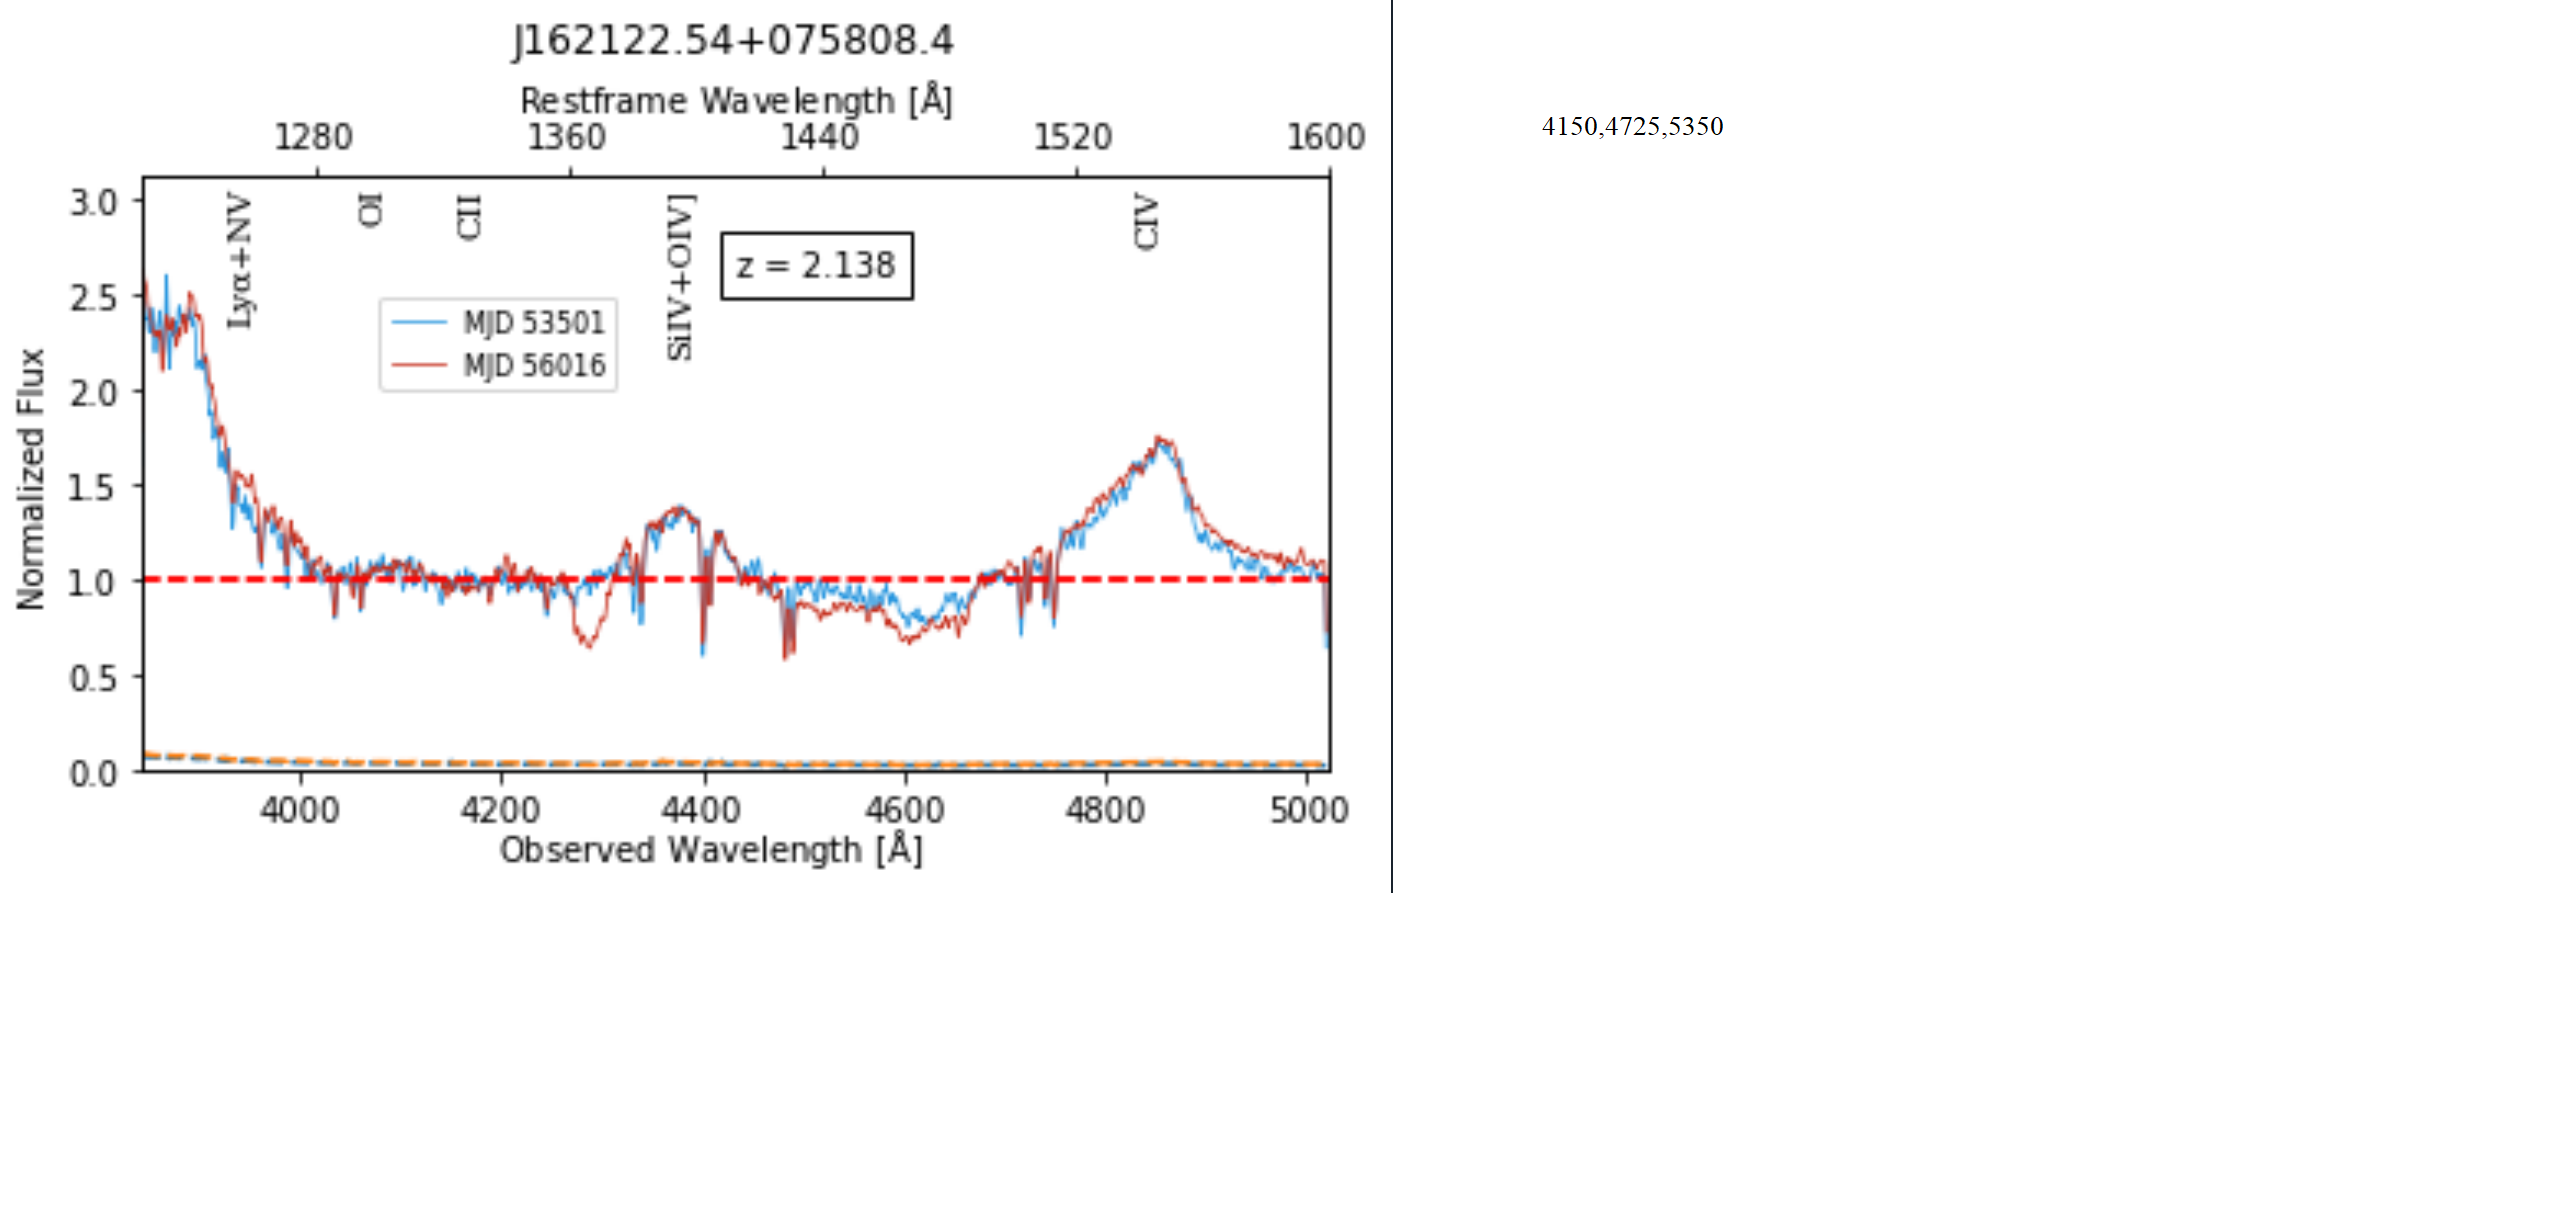 J162122.54+075808.4
Restframe Wavelength [Å]
1280 1360 1440 1520 1600
4150,4725,5350
3.0
2.5
2.0
1.5
1.0
0.5
0.0
Normalized Flux
Lyα+NV
OI
CII
SiIV+OIV]
CIV
z = 2.138
MJD 53501
MJD 56016
4000 4200 4400 4600 4800 5000
Observed Wavelength [Å]